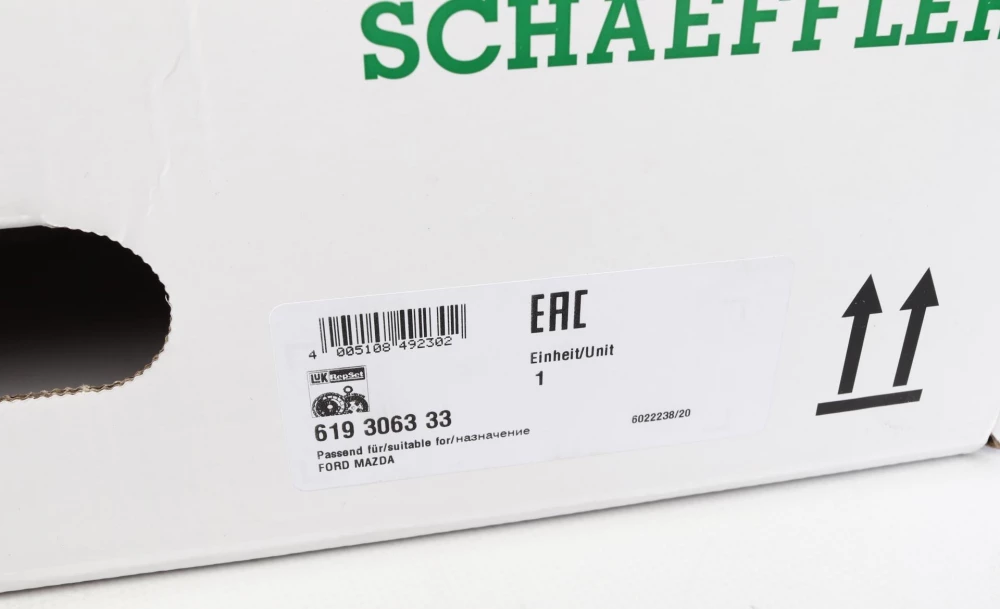 SCHAEFFLER
EAC
4 005108 492302
Einheit/Unit
1
LuK RepSet
619 3063 33
6022238/20
Passend für/suitable for/назначение
FORD MAZDA